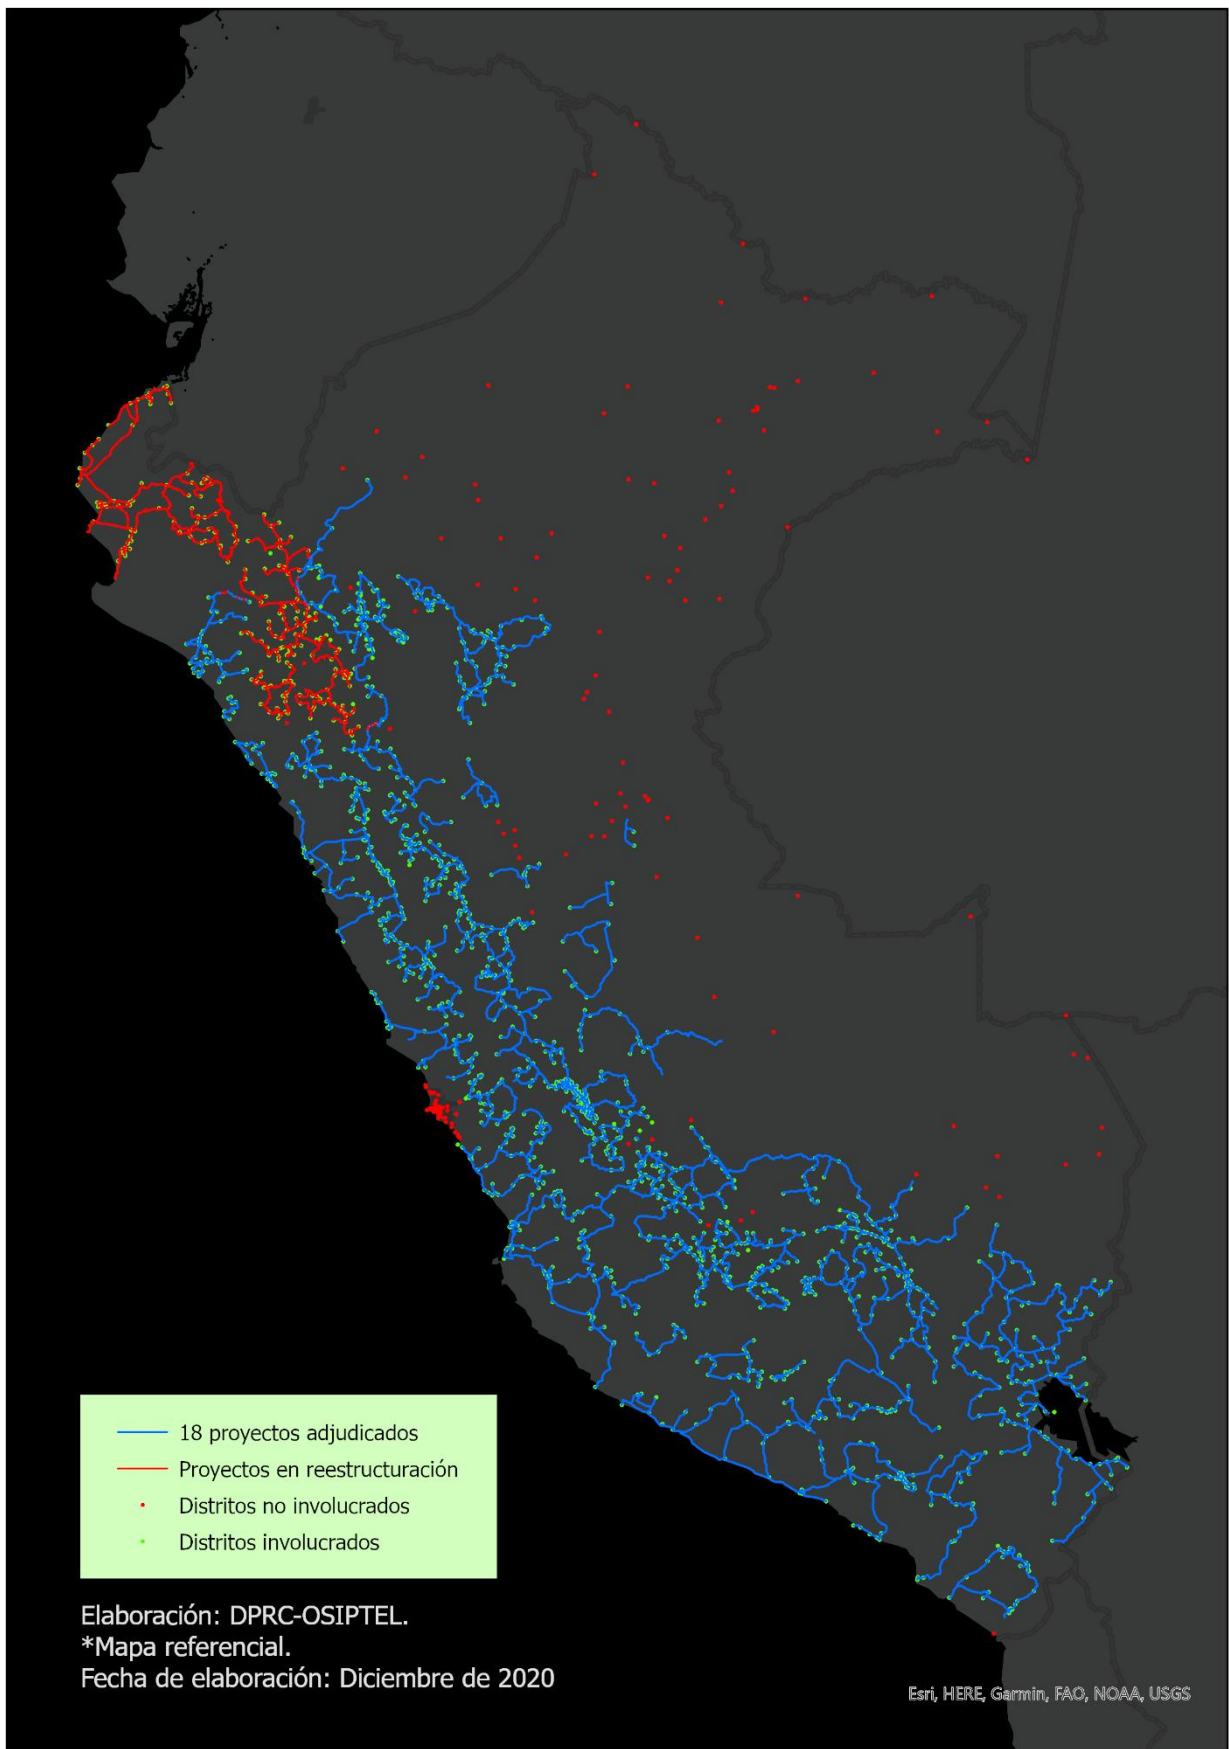 18 proyectos adjudicados
Proyectos en reestructuración
Distritos no involucrados
Distritos involucrados
Elaboración: DPRC-OSIPTEL.
*Mapa referencial.
Fecha de elaboración: Diciembre de 2020
Esri, HERE, Garmin, FAO, NOAA, USGS